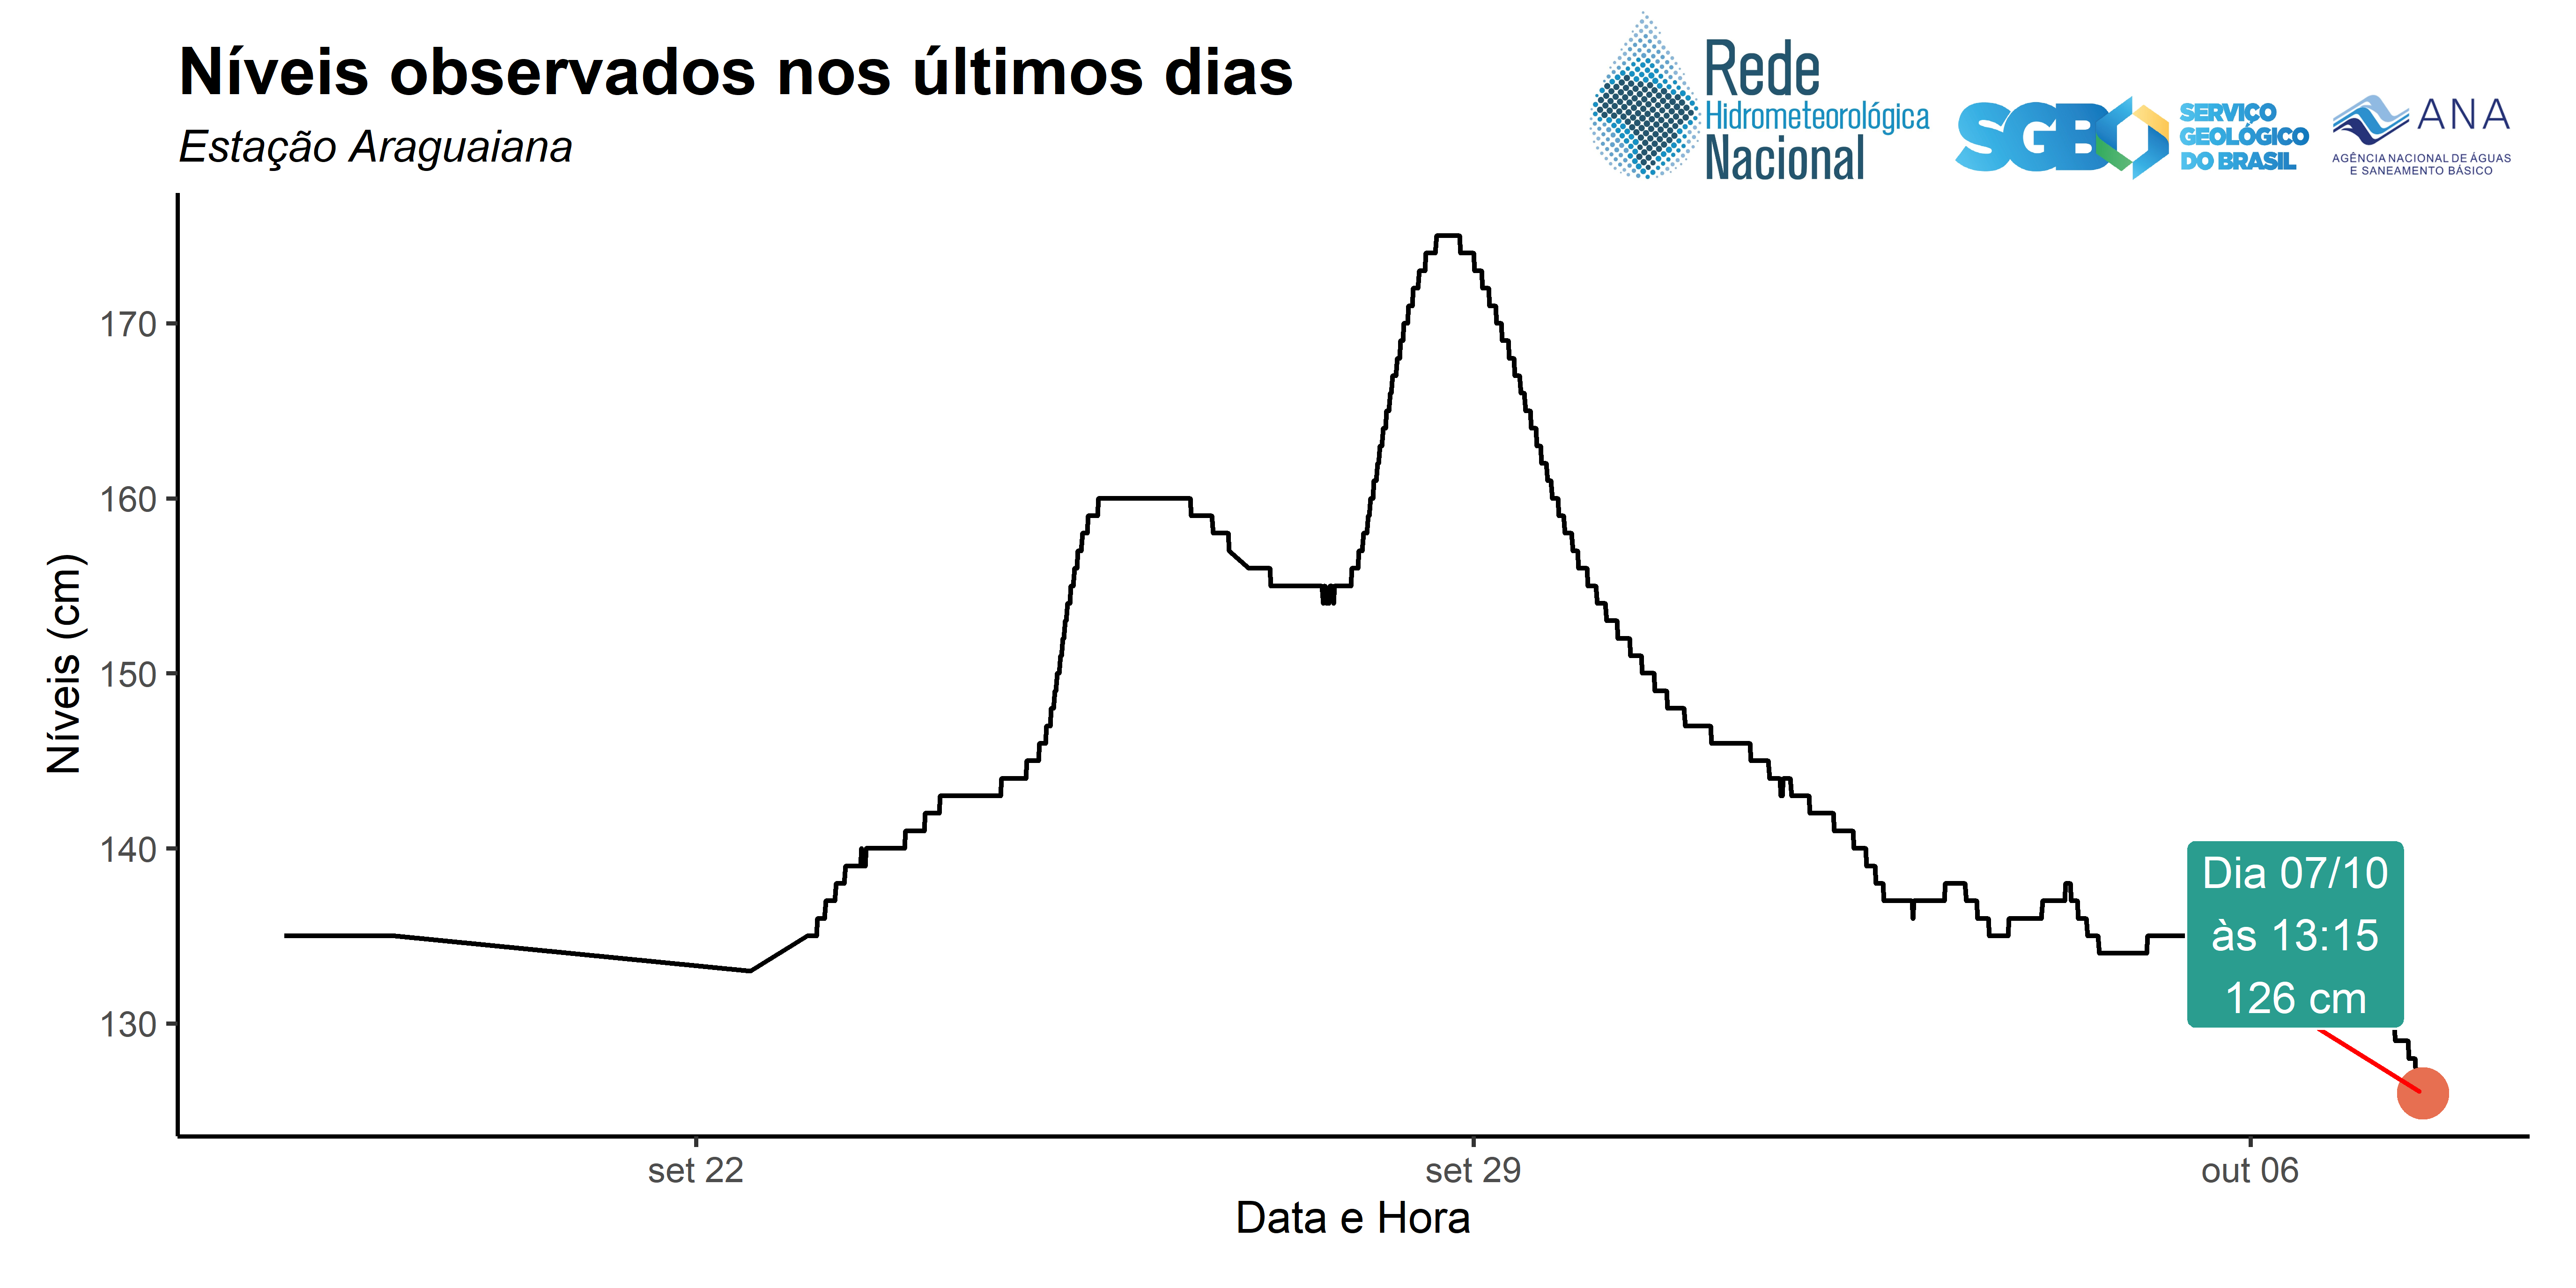 Níveis observados nos últimos dias
Estação Araguaiana
Rede
Hidrometeorológica
Nacional
SGB
SERVIÇO
GEOLÓGICO
DO BRASIL
ANA
AGÊNCIA NACIONAL DE ÁGUAS
E SANEAMENTO BÁSICO
Níveis (cm)
170
160
150
140
130
Dia 07/10
às 13:15
126 cm
set 22
set 29
out 06
Data e Hora